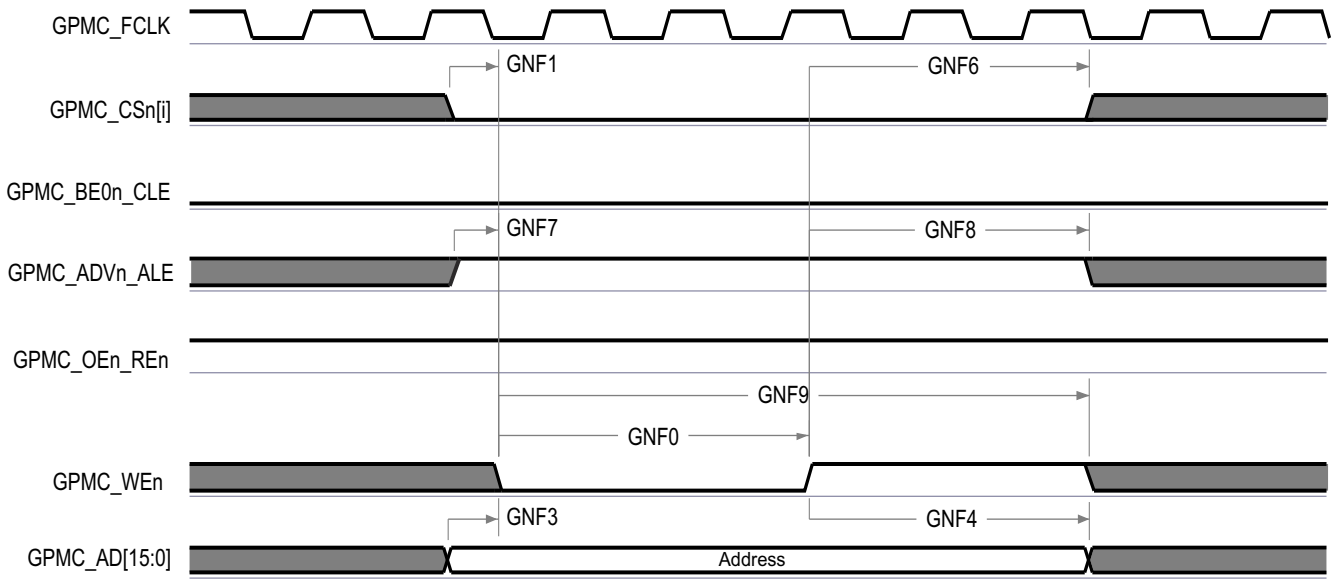 GPMC_FCLK
GNF1
GNF6
GPMC_CSn[i]
GPMC_BE0n_CLE
GNF7
GNF8
GPMC_ADVn_ALE
GPMC_OEn_REn
GNF9
GNF0
GPMC_WEn
GNF3
GNF4
GPMC_AD[15:0]
Address